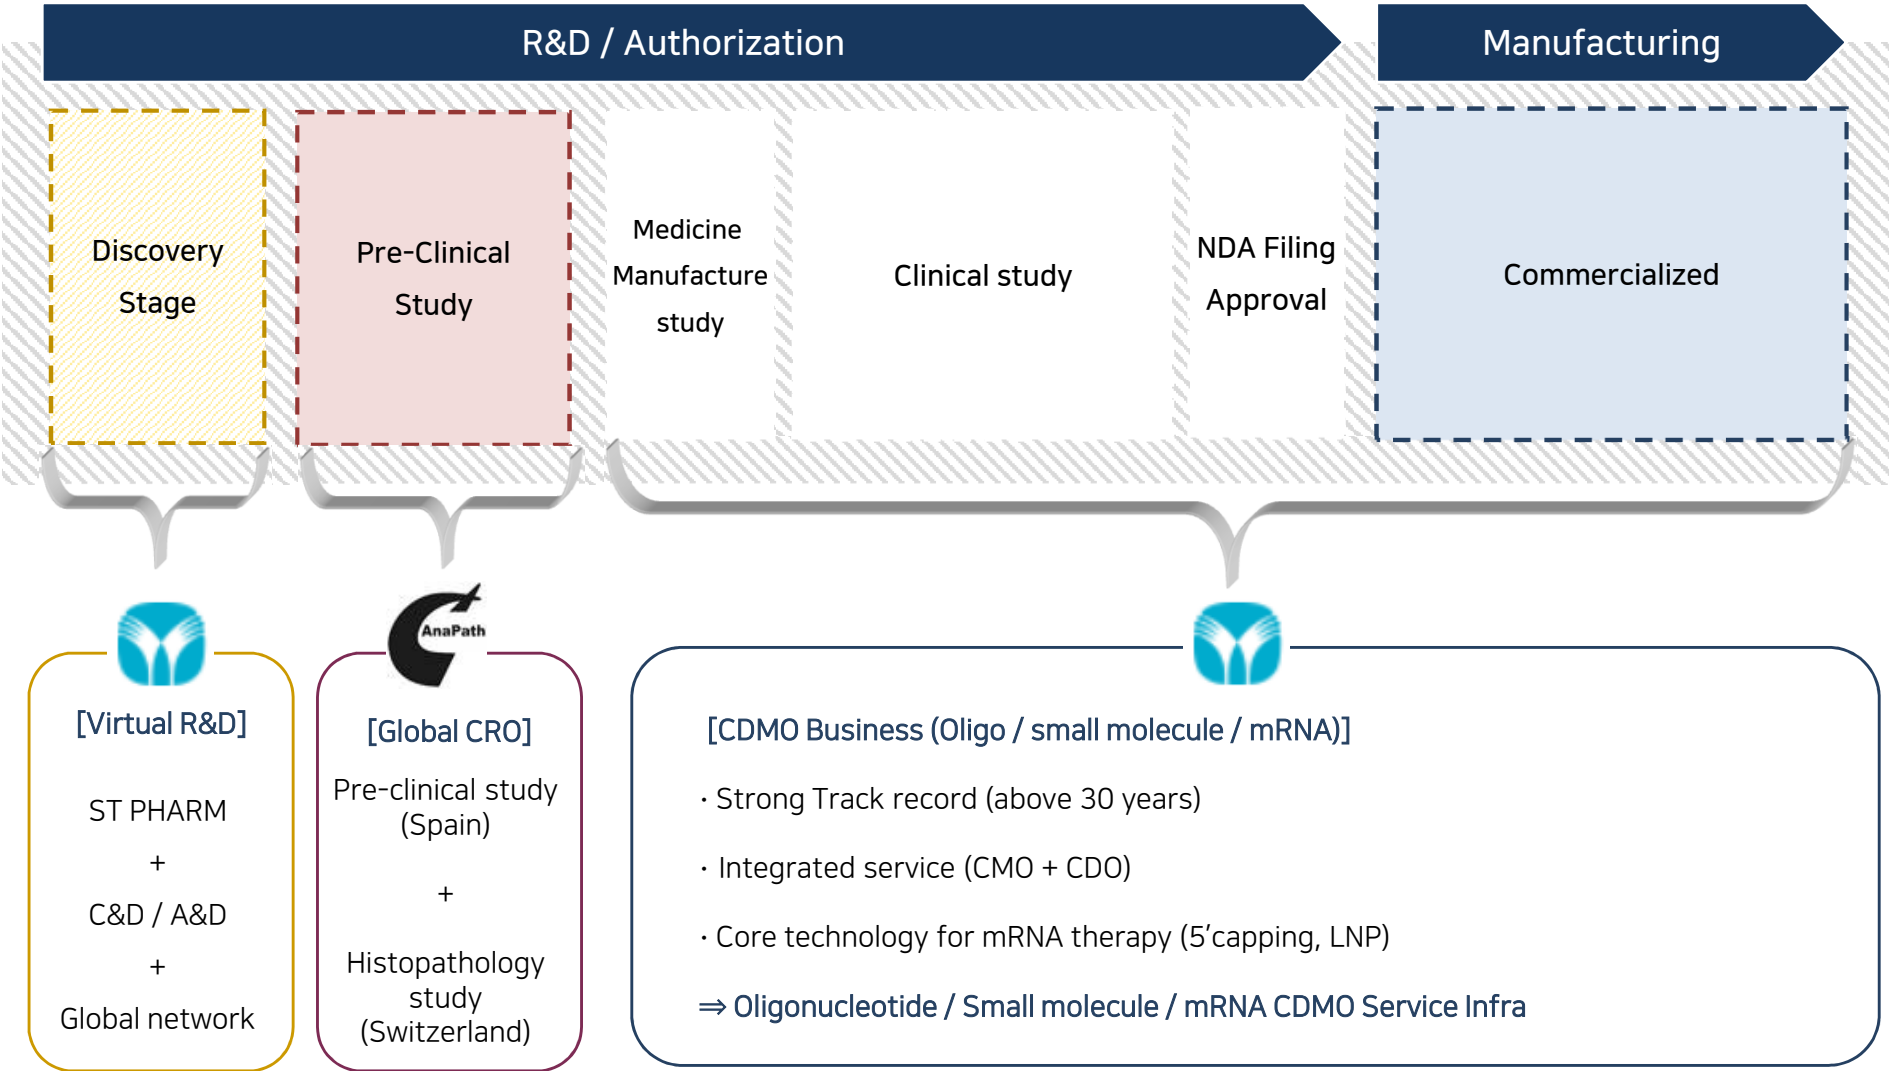 R&D / Authorization
Manufacturing
Discovery
Stage
Pre-Clinical
Study
Medicine
Manufacture
study
Clinical study
NDA Filing
Approval
Commercialized
[Virtual R&D]
ST PHARM
+
C&D / A&D
+
Global network
AnaPath
[Global CRO]
Pre-clinical study
(Spain)
+
Histopathology
study
(Switzerland)
[CDMO Business (Oligo / small molecule / mRNA)]
· Strong Track record (above 30 years)
· Integrated service (CMO + CDO)
· Core technology for mRNA therapy (5’capping, LNP)
⇒ Oligonucleotide / Small molecule / mRNA CDMO Service Infra